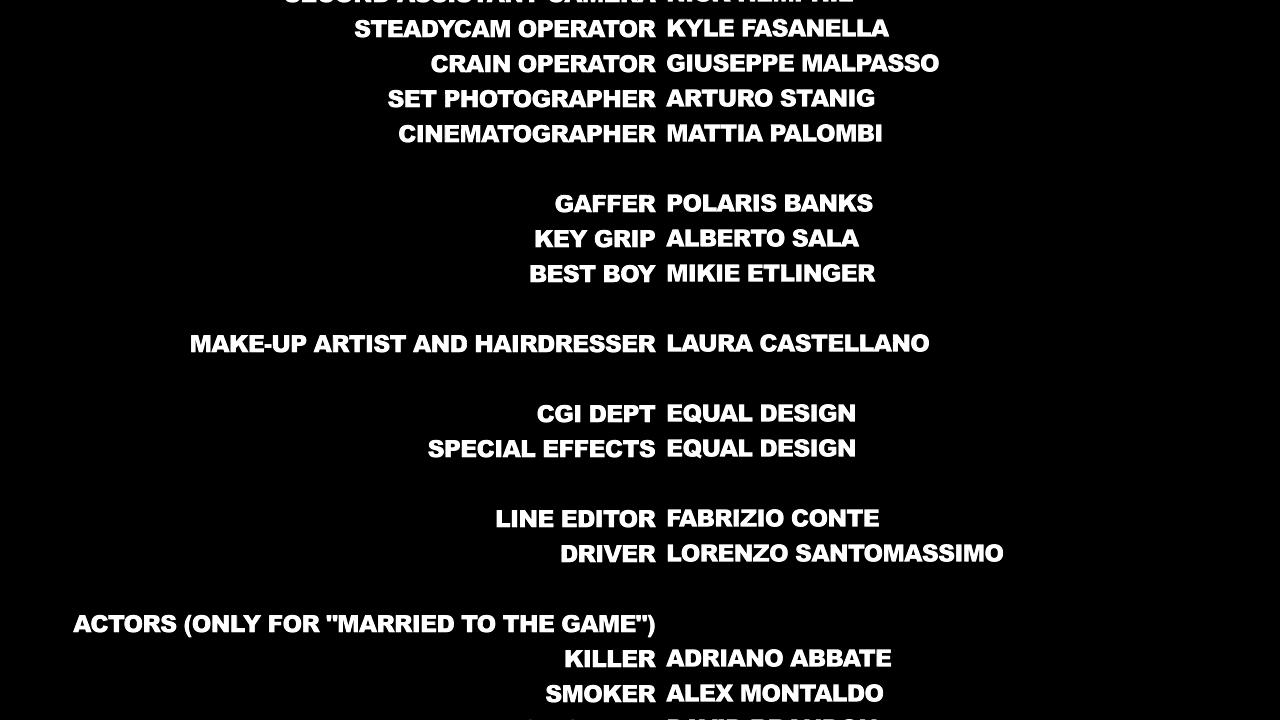 STEADYCAM OPERATOR KYLE FASANELLA
CRAIN OPERATOR GIUSEPPE MALPASSO
SET PHOTOGRAPHER ARTURO STANIG
CINEMATOGRAPHER MATTIA PALOMBI
GAFFER POLARIS BANKS
KEY GRIP ALBERTO SALA
BEST BOY MIKIE ETLINGER
MAKE-UP ARTIST AND HAIRDRESSER LAURA CASTELLANO
CGI DEPT EQUAL DESIGN
SPECIAL EFFECTS EQUAL DESIGN
LINE EDITOR FABRIZIO CONTE
DRIVER LORENZO SANTOMASSIMO
ACTORS (ONLY FOR "MARRIED TO THE GAME")
KILLER ADRIANO ABBATE
SMOKER ALEX MONTALDO